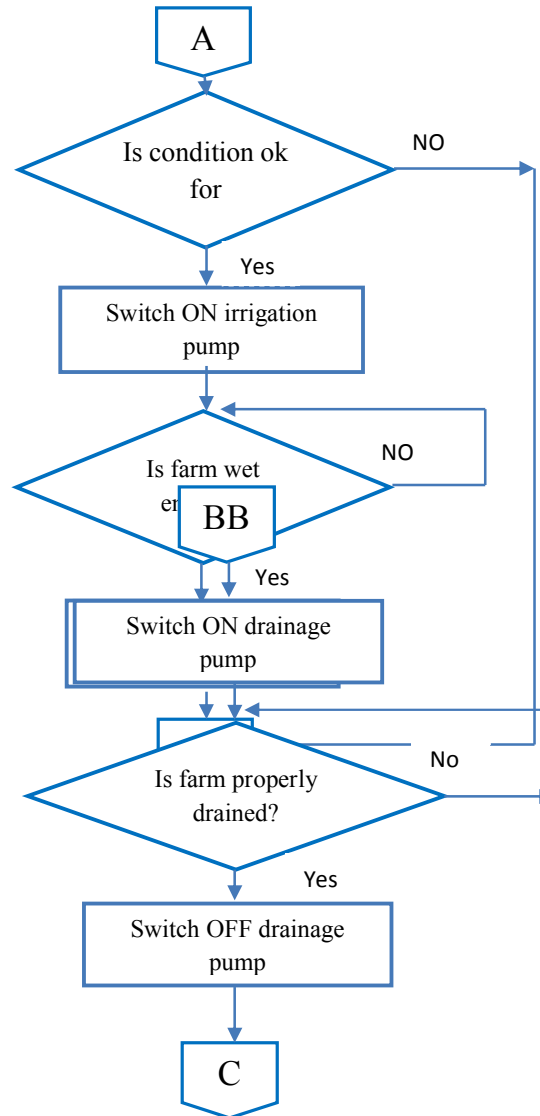 A
Is condition ok
for
NO
Yes
Switch ON irrigation
pump
Is farm wet
NO
BB
Yes
Switch ON drainage
pump
No
Is farm properly
drained?
Yes
Switch OFF drainage
pump
C